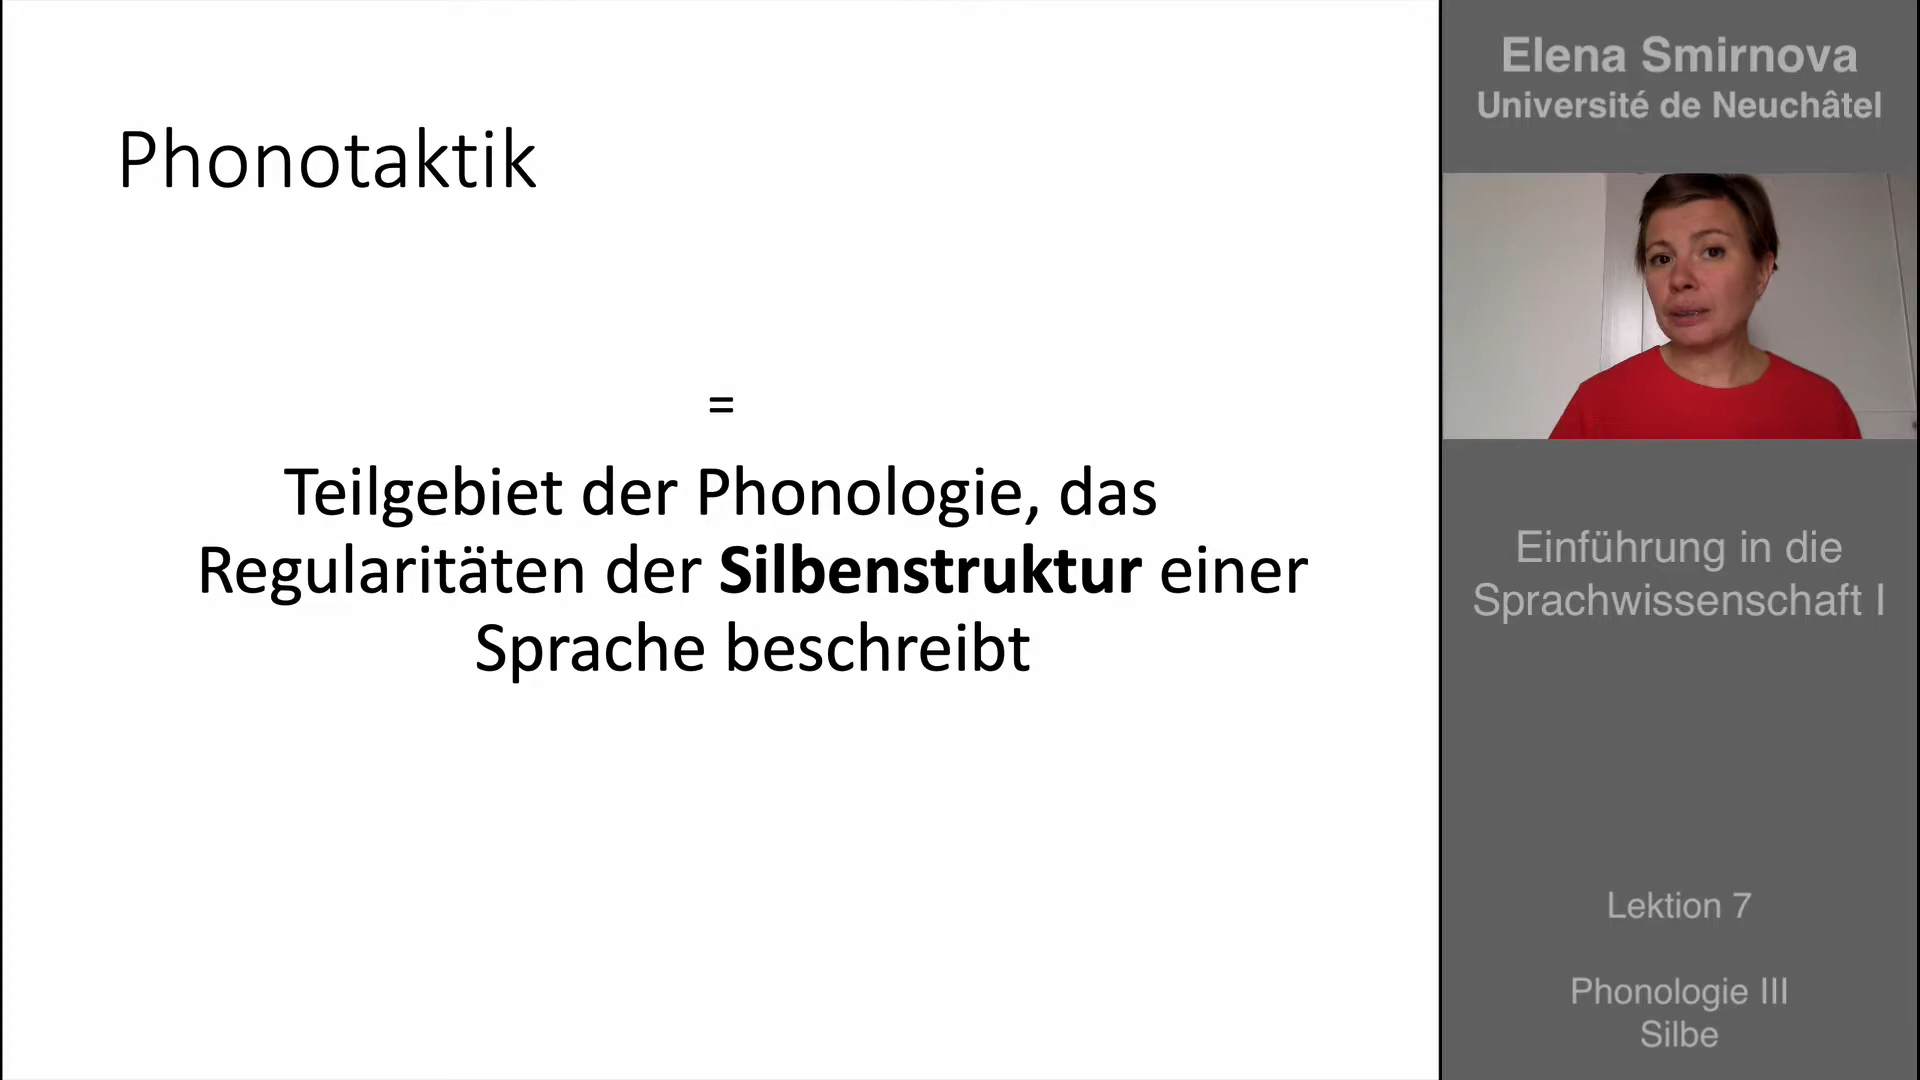 Phonotaktik
=
Teilgebiet der Phonologie, das
Regularitäten der Silbenstruktur einer
Sprache beschreibt
Elena Smirnova
Université de Neuchâtel
Einführung in die
Sprachwissenschaft I
Lektion 7
Phonologie III
Silbe